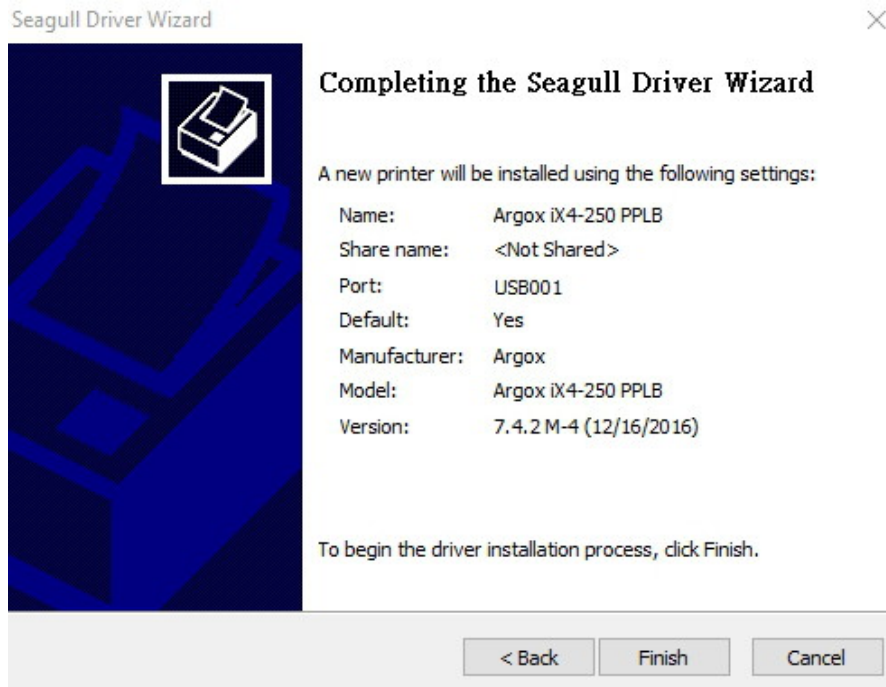 Seagull Driver Wizard
Completing the Seagull Driver Wizard
A new printer will be installed using the following settings:
Name: Argox iX4-250 PPLB
Share name: <Not Shared>
Port: USB001
Default: Yes
Manufacturer: Argox
Model: Argox iX4-250 PPLB
Version: 7.4.2 M-4 (12/16/2016)
To begin the driver installation process, click Finish.
< Back Finish Cancel